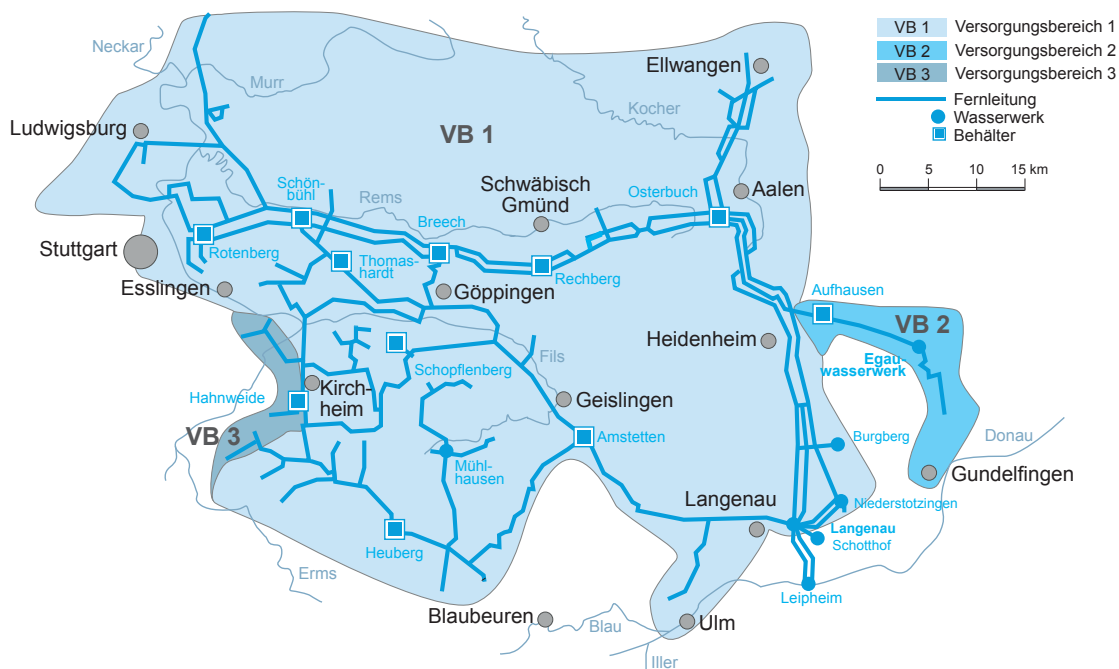 VB 1 Versorgungsbereich 1
VB 2 Versorgungsbereich 2
VB 3 Versorgungsbereich 3
Fernleitung
Wasserwerk
Behälter
0 5 10 15 km
Neckar
Murr
Ellwangen
Kocher
Ludwigsburg
VB 1
Schön-
bühl
Rems
Schwäbisch
Gmünd
Osterbuch
Aalen
Breech
Stuttgart
Rotenberg
Thomas-
hardt
Rechberg
Esslingen
Göppingen
Aufhausen
VB 2
Heidenheim
Egau-
wasserwerk
Fils
Schopflenberg
Kirch-
heim
Hahnweide
Geislingen
VB 3
Amstetten
Burgberg
Donau
Mühl-
hausen
Gundelfingen
Langenau
Niederstotzingen
Langenau
Schotthof
Heuberg
Erms
Leipheim
Blaubeuren
Blau
Ulm
Iller